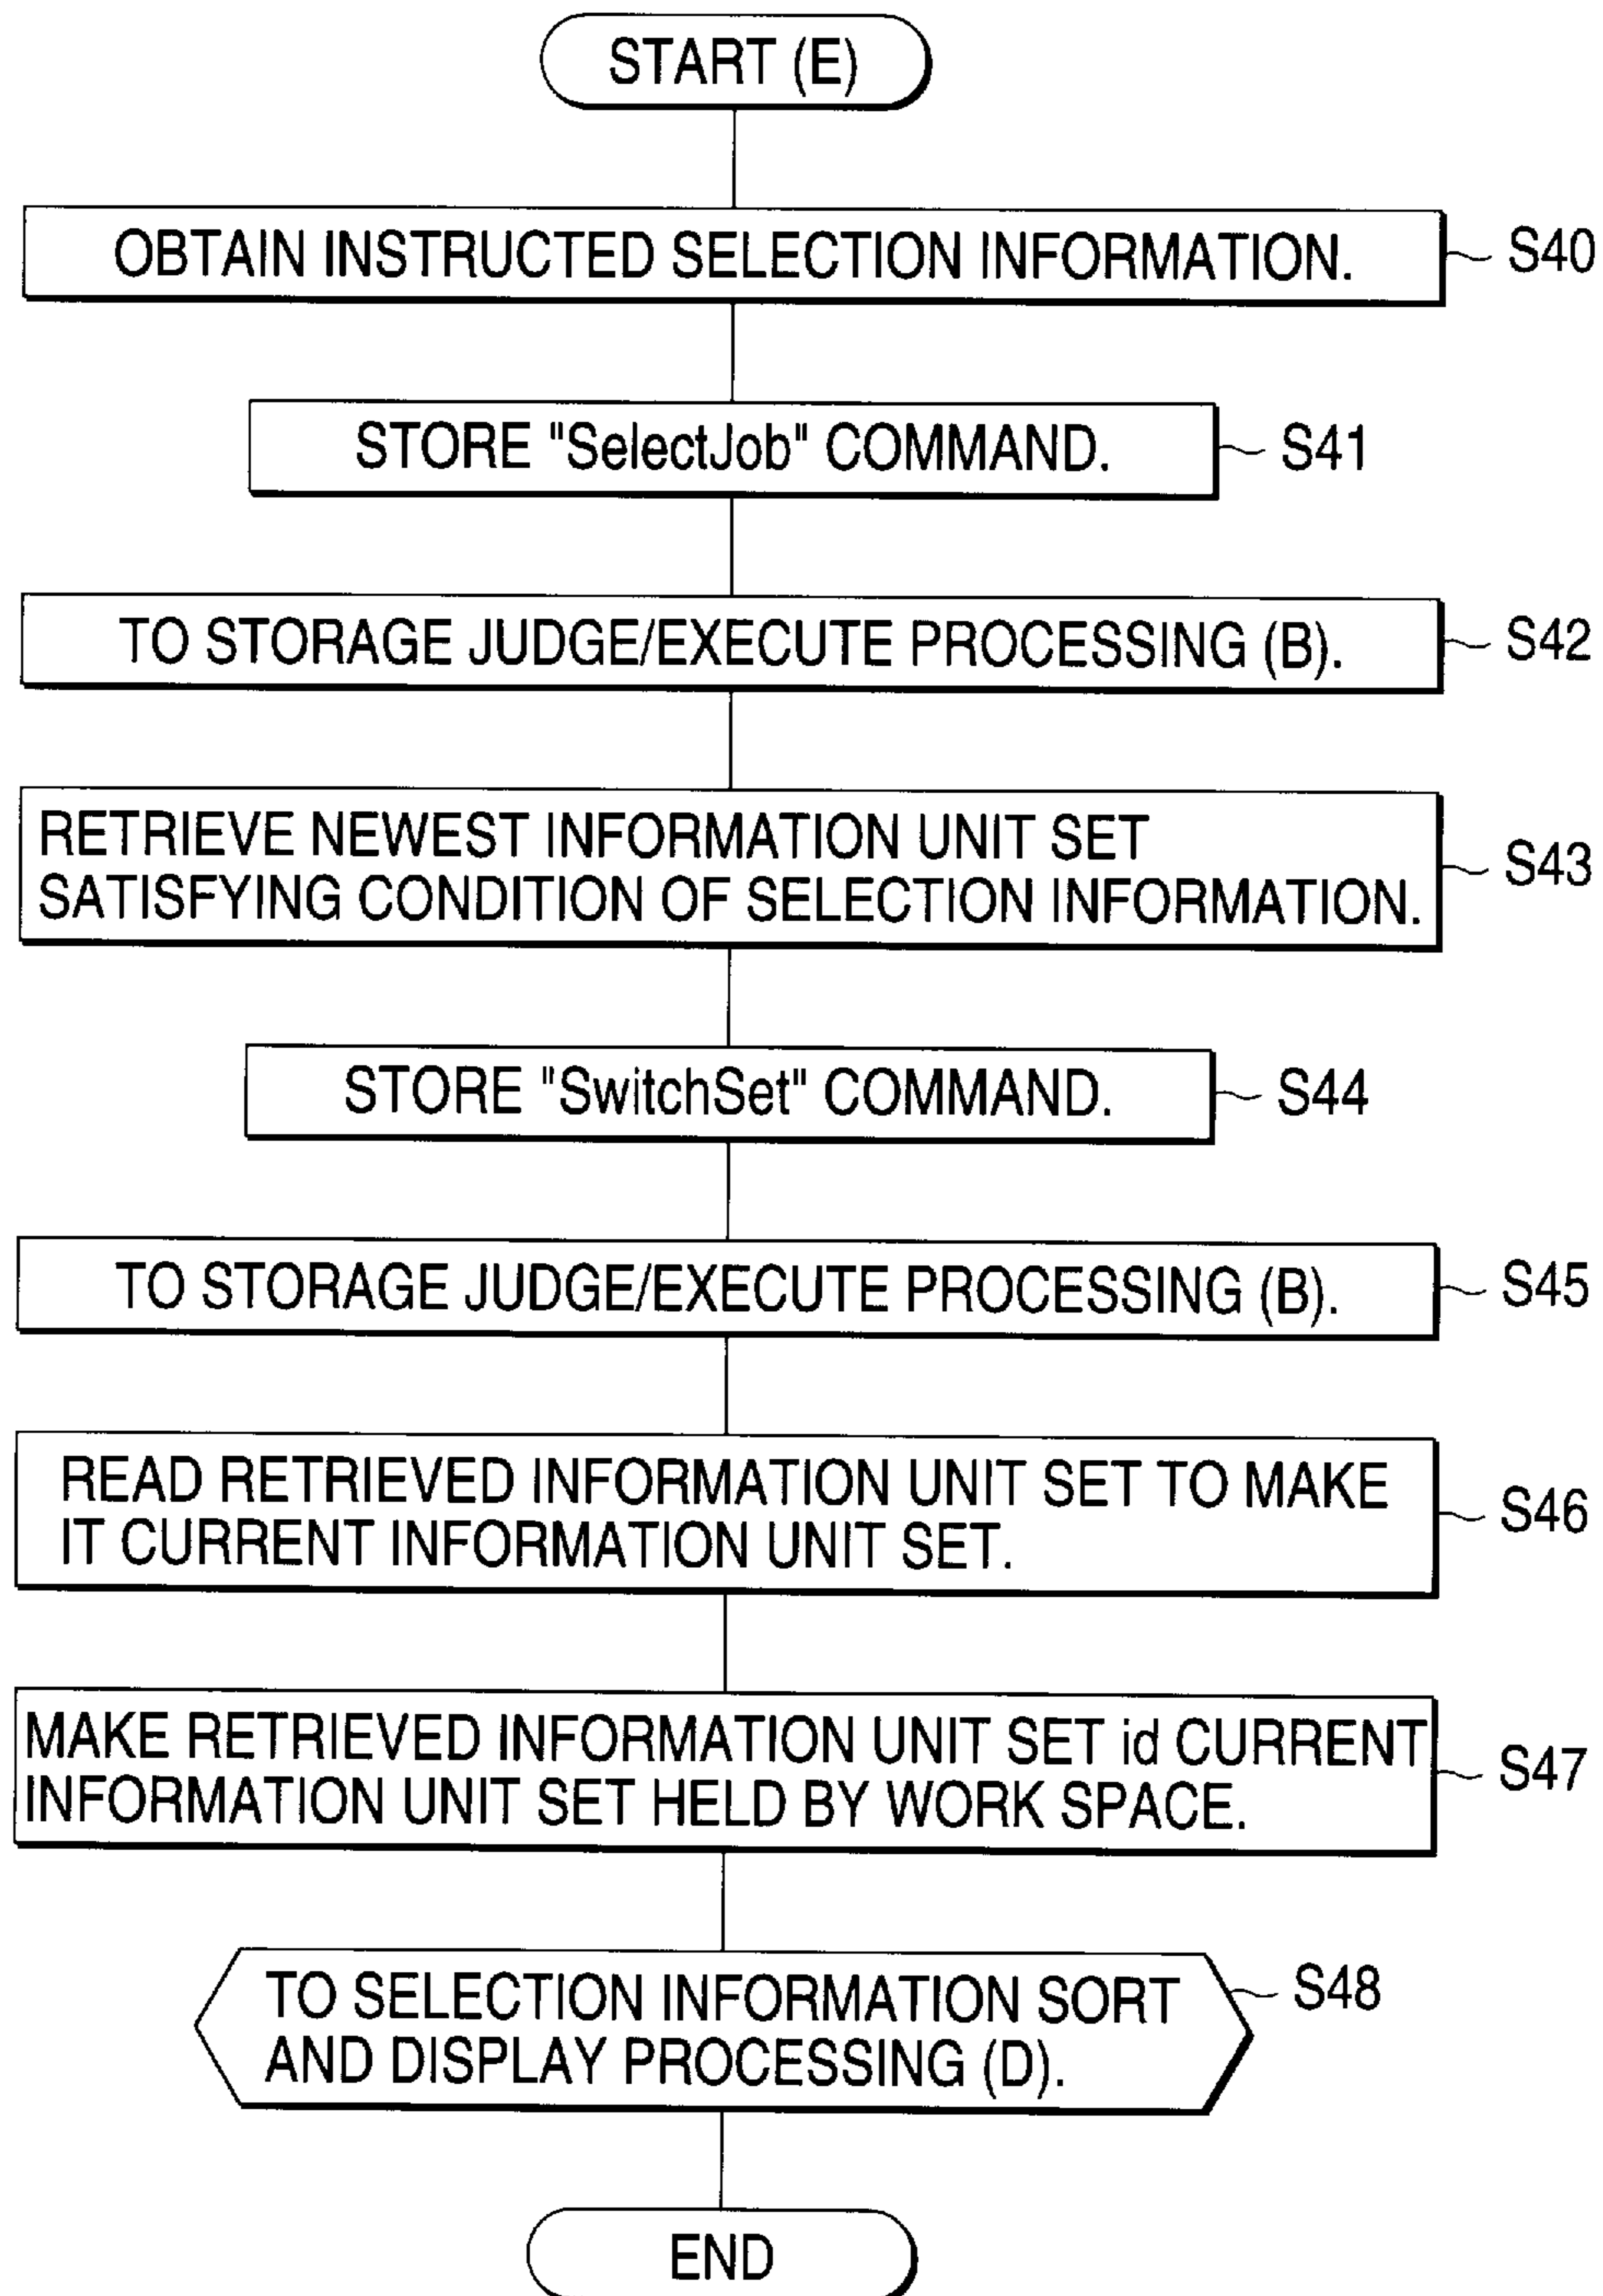 START (E)
OBTAIN INSTRUCTED SELECTION INFORMATION.
S40
STORE "SelectJob" COMMAND.
S41
TO STORAGE JUDGE/EXECUTE PROCESSING (B).
S42
RETRIEVE NEWEST INFORMATION UNIT SET
SATISFYING CONDITION OF SELECTION INFORMATION.
S43
STORE "SwitchSet" COMMAND.
S44
TO STORAGE JUDGE/EXECUTE PROCESSING (B).
S45
READ RETRIEVED INFORMATION UNIT SET TO MAKE
IT CURRENT INFORMATION UNIT SET.
S46
MAKE RETRIEVED INFORMATION UNIT SET id CURRENT
INFORMATION UNIT SET HELD BY WORK SPACE.
S47
TO SELECTION INFORMATION SORT
AND DISPLAY PROCESSING (D).
S48
END